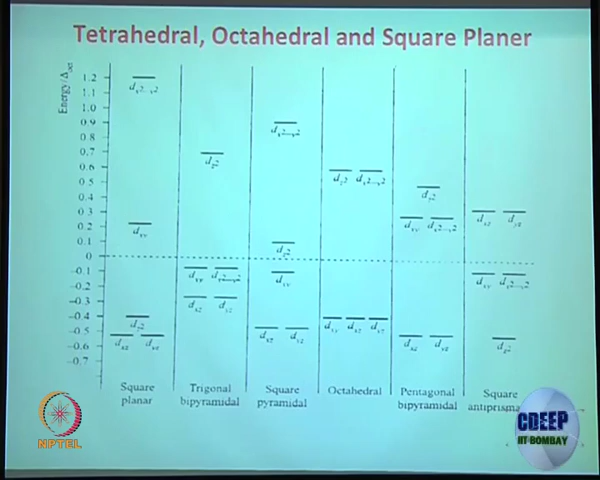 Tetrahedral, Octahedral and Square Planer
Energy/Δoct
1.2
1.1
1.0
0.9
0.8
0.7
0.6
0.5
0.4
0.3
0.2
0.1
0
-0.1
-0.2
-0.3
-0.4
-0.5
-0.6
-0.7
dx²-y²
dxy
dz²
dxz dyz
Square
planar
dz²
dxy dx²-y²
dxz dyz
Trigonal
bipyramidal
dx²-y²
dz²
dxy
dxz dyz
Square
pyramidal
dz² dx²-y²
dxy dxz dyz
Octahedral
dz²
dxy dx²-y²
dxz dyz
Pentagonal
bipyramidal
dxz dyz
dxy dx²-y²
dz²
Square
NPTEL
CDEEP
IIT BOMBAY